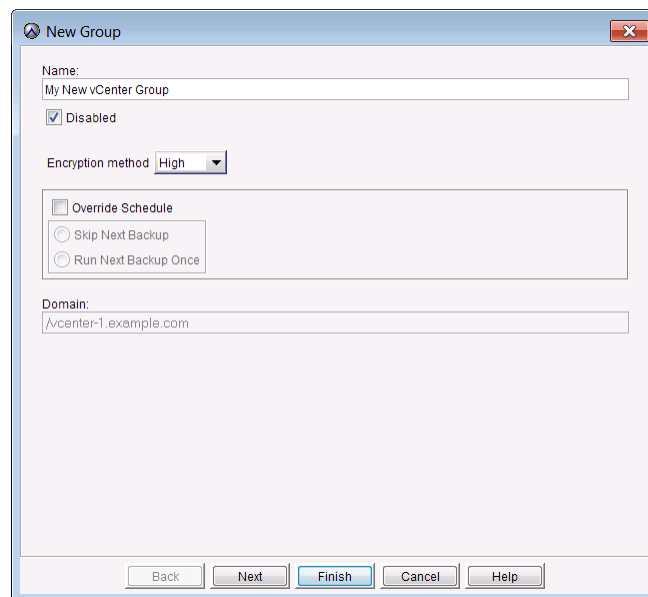 New Group
Name:
My New vCenter Group
Disabled
Encryption method High
Override Schedule
Skip Next Backup
Run Next Backup Once
Domain:
/vcenter-1.example.com
Back Next Finish Cancel Help